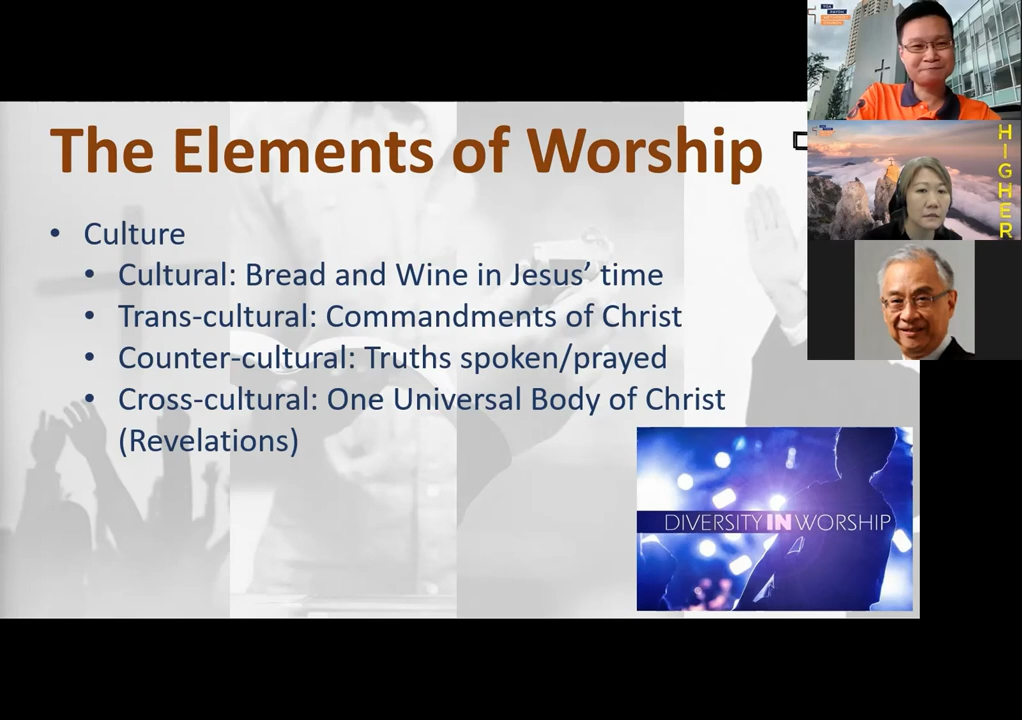 The Elements of Worship
• Culture
• Cultural: Bread and Wine in Jesus’ time
• Trans-cultural: Commandments of Christ
• Counter-cultural: Truths spoken/prayed
• Cross-cultural: One Universal Body of Christ
(Revelations)
DIVERSITY IN WORSHIP
HIGHER